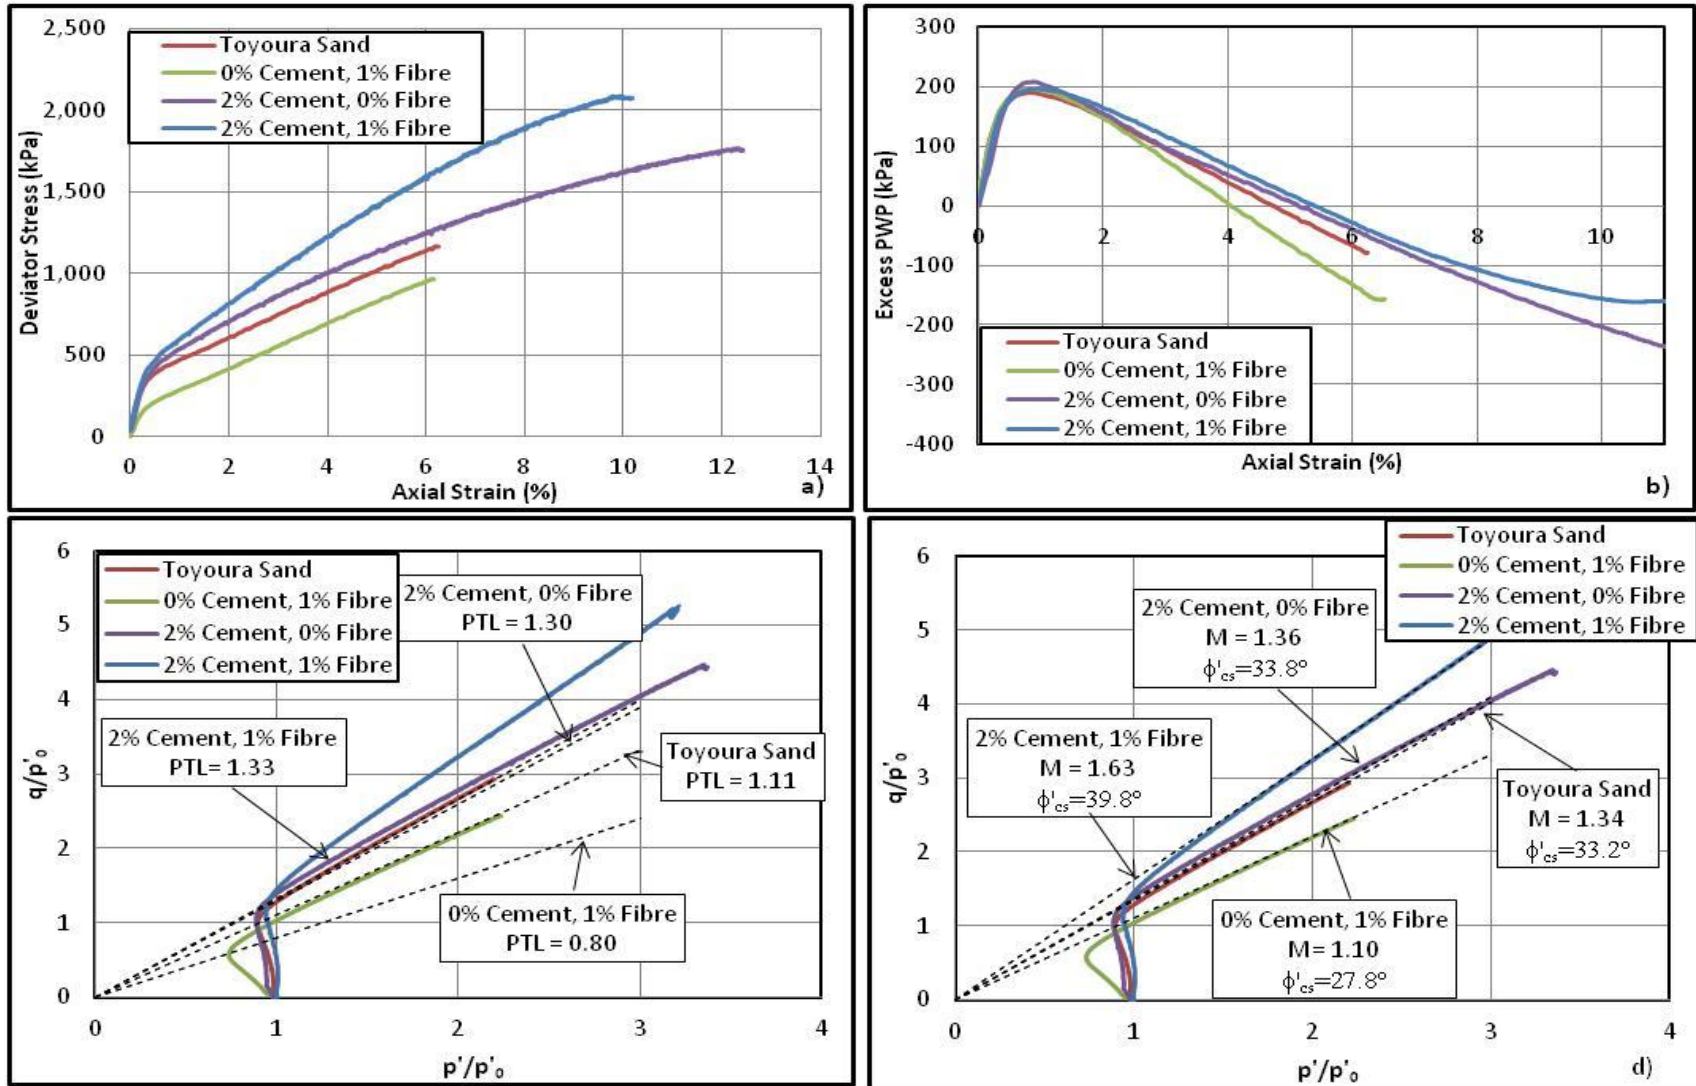 2,500
2,000
1,500
1,000
500
0
Deviator Stress (kPa)
Toyoura Sand
0% Cement, 1% Fibre
2% Cement, 0% Fibre
2% Cement, 1% Fibre
0 2 4 6 8 10 12 14
Axial Strain (%)
a)
300
200
100
0
-100
-200
-300
-400
Excess PWP (kPa)
0 2 4 6 8 10
Toyoura Sand
0% Cement, 1% Fibre
2% Cement, 0% Fibre
2% Cement, 1% Fibre
Axial Strain (%)
b)
6
5
4
3
2
1
0
q/p'₀
Toyoura Sand
0% Cement, 1% Fibre
2% Cement, 0% Fibre
2% Cement, 1% Fibre
2% Cement, 0% Fibre
PTL = 1.30
2% Cement, 1% Fibre
PTL= 1.33
Toyoura Sand
PTL = 1.11
0% Cement, 1% Fibre
PTL = 0.80
0 1 2 3 4
p'/p'₀
6
5
4
3
2
1
0
q/p'₀
Toyoura Sand
0% Cement, 1% Fibre
2% Cement, 0% Fibre
2% Cement, 1% Fibre
2% Cement, 0% Fibre
M = 1.36
ϕ'cs=33.8°
2% Cement, 1% Fibre
M = 1.63
ϕ'cs=39.8°
Toyoura Sand
M = 1.34
ϕ'cs=33.2°
0% Cement, 1% Fibre
M= 1.10
ϕ'cs=27.8°
0 1 2 3 4
p'/p'₀
d)